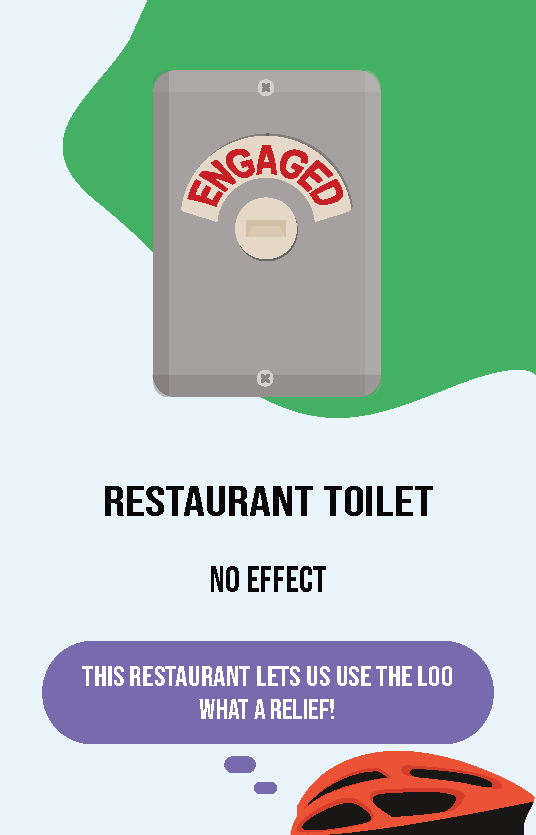 ENGAGED
RESTAURANT TOILET
NO EFFECT
THIS RESTAURANT LETS US USE THE LOO
WHAT A RELIEF!